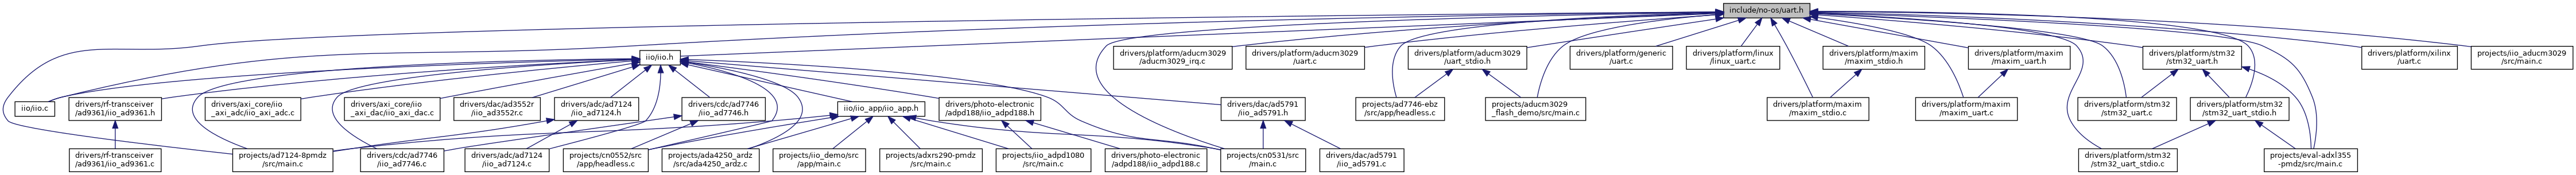 include/no-os/uart.h
iio/iio.h
drivers/platform/aducm3029
/aducm3029_irq.c
drivers/platform/aducm3029
/uart.c
drivers/platform/aducm3029
/uart_stdio.h
drivers/platform/generic
/uart.c
drivers/platform/linux
/linux_uart.c
drivers/platform/maxim
/maxim_stdio.h
drivers/platform/maxim
/maxim_uart.h
drivers/platform/stm32
/stm32_uart.h
drivers/platform/xilinx
/uart.c
projects/iio_aducm3029
/src/main.c
iio/iio.c
drivers/rf-transceiver
/ad9361/iio_ad9361.h
drivers/axi_core/iio
_axi_adc/iio_axi_adc.c
drivers/axi_core/iio
_axi_dac/iio_axi_dac.c
drivers/dac/ad3552r
/iio_ad3552r.c
drivers/adc/ad7124
/iio_ad7124.h
drivers/cdc/ad7746
/iio_ad7746.h
iio/iio_app/iio_app.h
drivers/photo-electronic
/adpd188/iio_adpd188.h
drivers/dac/ad5791
/iio_ad5791.h
projects/ad7746-ebz
/src/app/headless.c
projects/aducm3029
_flash_demo/src/main.c
drivers/platform/maxim
/maxim_stdio.c
drivers/platform/maxim
/maxim_uart.c
drivers/platform/stm32
/stm32_uart.c
drivers/platform/stm32
/stm32_uart_stdio.h
drivers/rf-transceiver
/ad9361/iio_ad9361.c
projects/ad7124-8pmdz
/src/main.c
drivers/cdc/ad7746
/iio_ad7746.c
drivers/adc/ad7124
/iio_ad7124.c
projects/cn0552/src
/app/headless.c
projects/ada4250_ardz
/src/ada4250_ardz.c
projects/iio_demo/src
/app/main.c
projects/adxrs290-pmdz
/src/main.c
projects/iio_adpd1080
/src/main.c
drivers/photo-electronic
/adpd188/iio_adpd188.c
projects/cn0531/src
/main.c
drivers/dac/ad5791
/iio_ad5791.c
drivers/platform/stm32
/stm32_uart_stdio.c
projects/eval-adxl355
-pmdz/src/main.c